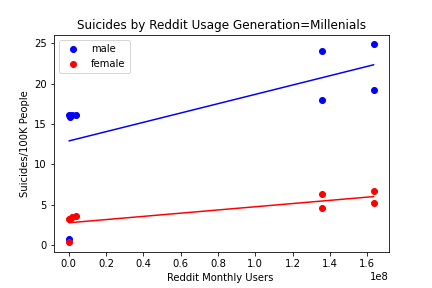 Suicides by Reddit Usage Generation=Millenials
male
female
Suicides/100K People
25
20
15
10
5
0
0.0 0.2 0.4 0.6 0.8 1.0 1.2 1.4 1.6
1e8
Reddit Monthly Users